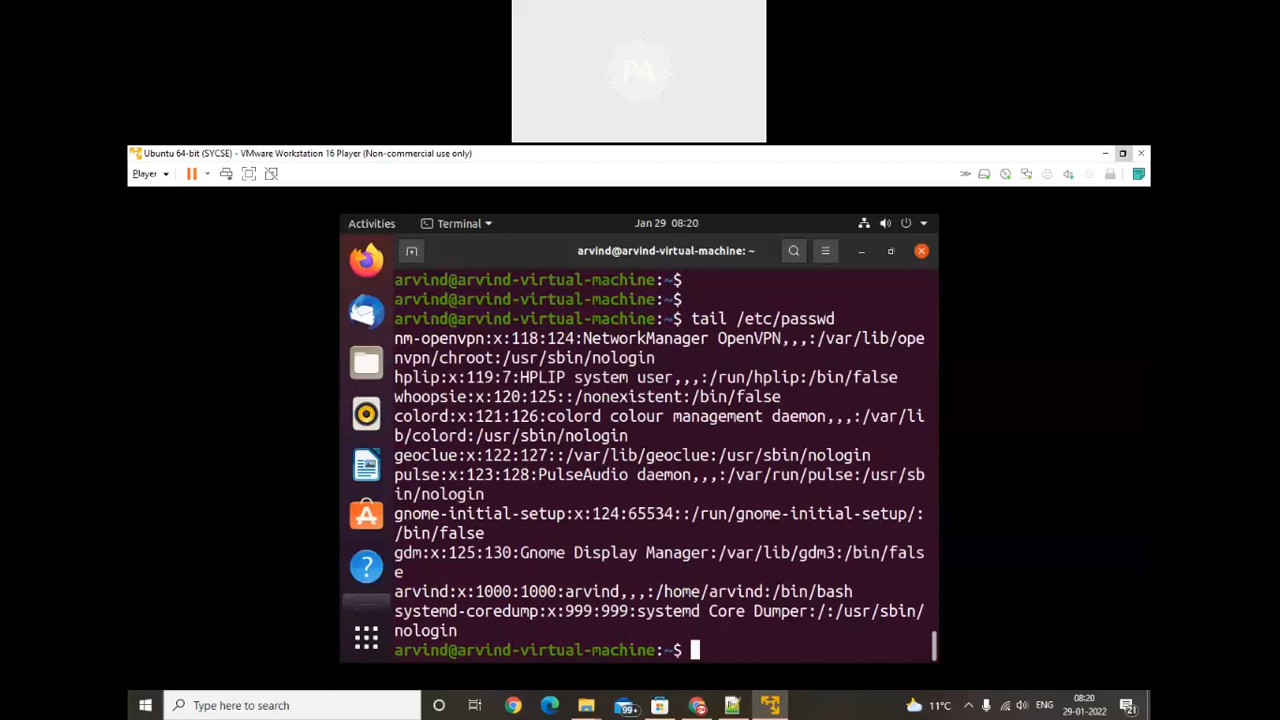 PA
Ubuntu 64-bit (SYCSE) - VMware Workstation 16 Player (Non-commercial use only)
Player
Activities
Terminal
Jan 29 08:20
arvind@arvind-virtual-machine: ~
arvind@arvind-virtual-machine:~$
arvind@arvind-virtual-machine:~$
arvind@arvind-virtual-machine:~$ tail /etc/passwd
nm-openvpn:x:118:124:NetworkManager OpenVPN,,,:/var/lib/ope
nvpn/chroot:/usr/sbin/nologin
hplip:x:119:7:HPLIP system user,,,:/run/hplip:/bin/false
whoopsie:x:120:125::/nonexistent:/bin/false
colord:x:121:126:colord colour management daemon,,,:/var/li
b/colord:/usr/sbin/nologin
geoclue:x:122:127::/var/lib/geoclue:/usr/sbin/nologin
pulse:x:123:128:PulseAudio daemon,,,:/var/run/pulse:/usr/sb
in/nologin
gnome-initial-setup:x:124:65534::/run/gnome-initial-setup/:
/bin/false
gdm:x:125:130:Gnome Display Manager:/var/lib/gdm3:/bin/fals
e
arvind:x:1000:1000:arvind,,,:/home/arvind:/bin/bash
systemd-coredump:x:999:999:systemd Core Dumper:/:/usr/sbin/
nologin
arvind@arvind-virtual-machine:~$
Type here to search
99+
11°C
ENG
08:20
29-01-2022
21